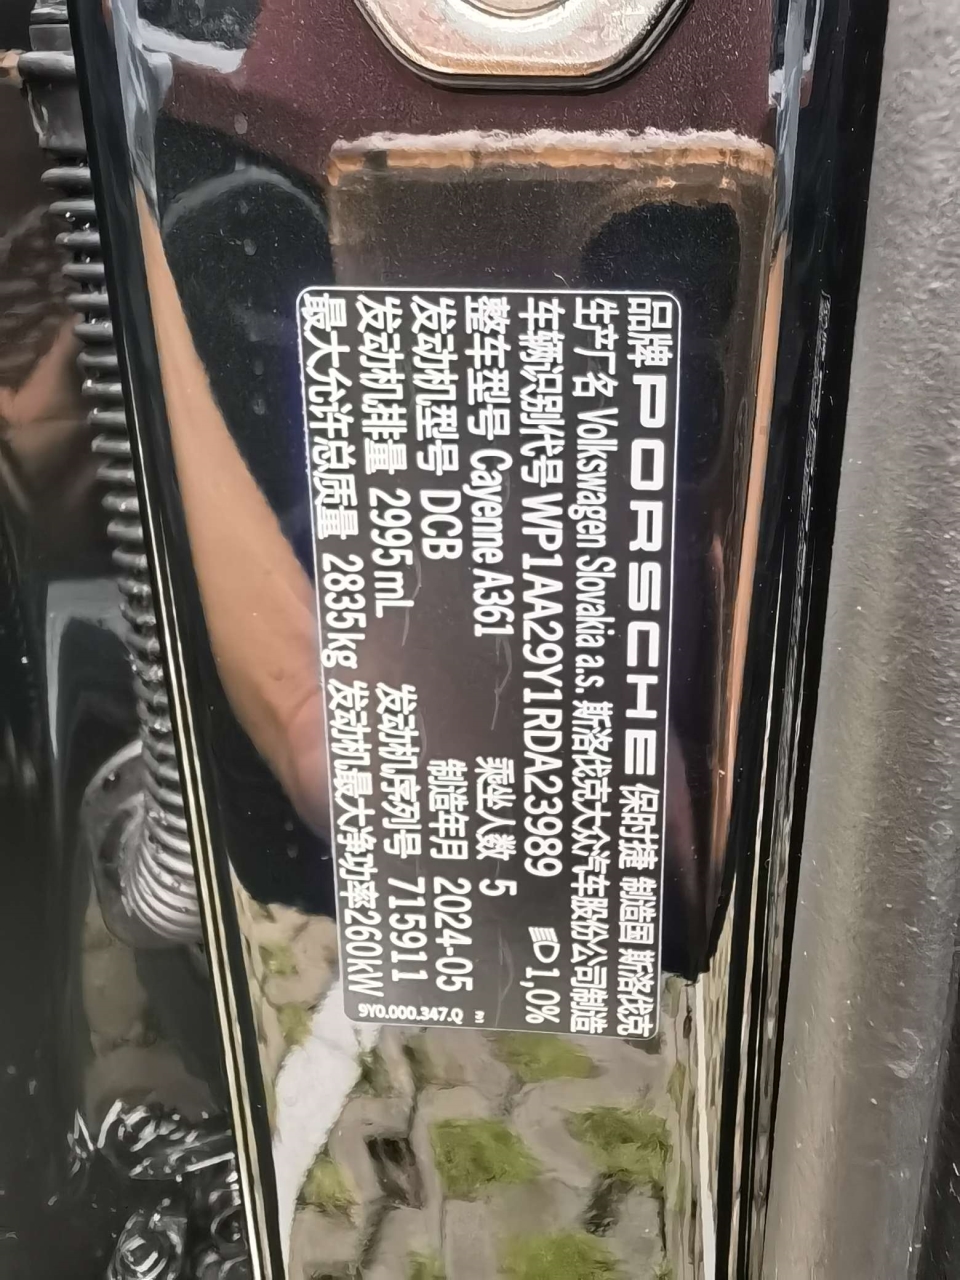 品牌 PORSCHE 保时捷 制造国 斯洛伐克
生产厂名 Volkswagen Slovakia a.s. 斯洛伐克大众汽车股份公司制造
车辆识别代号 WP1AA29Y1RDA23989 1,0%
整车型号 Cayenne A361 乘坐人数 5
发动机型号 DCB 制造年月 2024-05
发动机排量 2995mL 发动机序列号 715911
最大允许总质量 2835kg 发动机最大净功率260kW
9Y0.000.347.Q